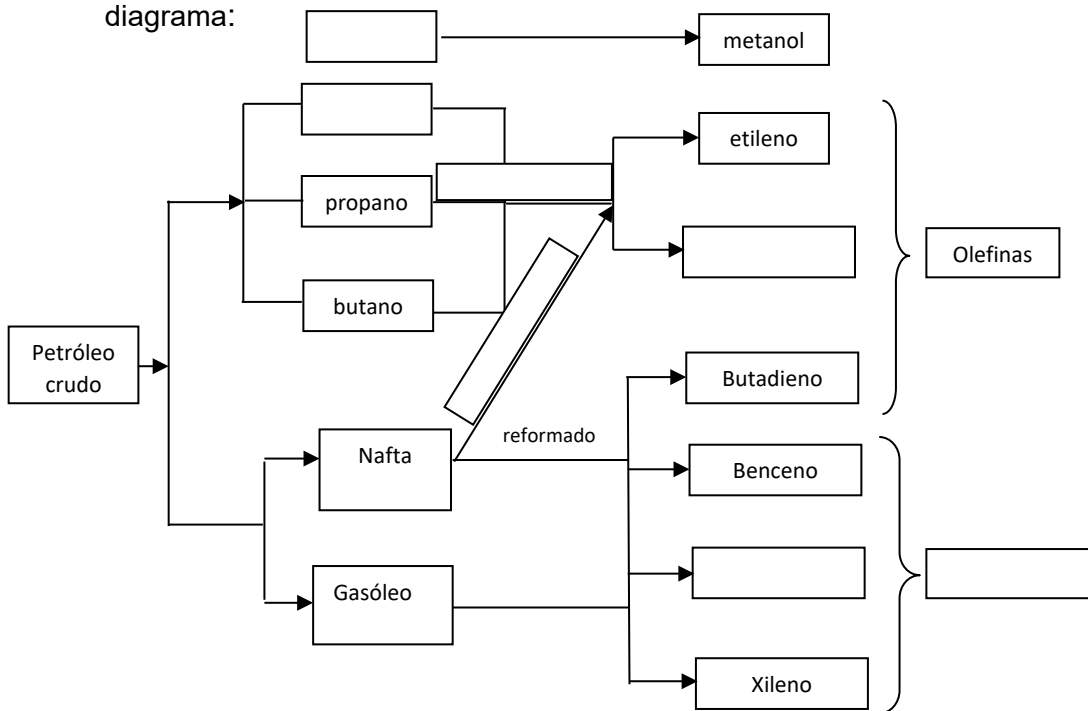 diagrama:
metanol
etileno
propano
Olefinas
butano
Petróleo
crudo
Butadieno
reformado
Nafta
Benceno
Gasóleo
Xileno